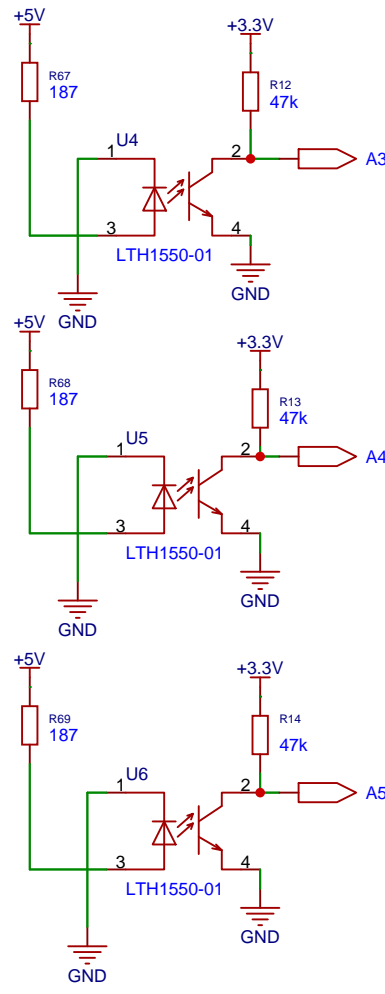 +5V
+3.3V
R67
187
R12
47k
U4
1
2
A3
3
4
LTH1550-01
GND
GND
+5V
+3.3V
R68
187
R13
47k
U5
1
2
A4
3
4
LTH1550-01
GND
GND
+5V
+3.3V
R69
187
R14
47k
U6
1
2
A5
3
4
LTH1550-01
GND
GND